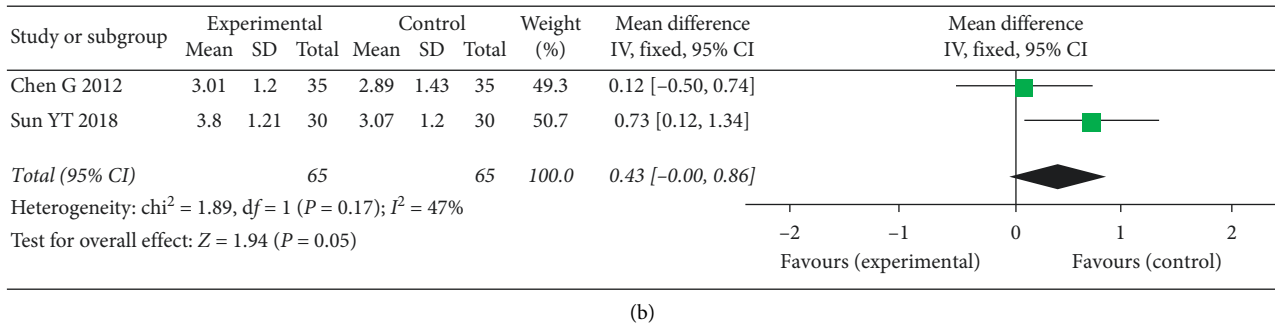 Study or subgroup Experimental Control Weight Mean difference Mean difference
Mean SD Total Mean SD Total (%) IV, fixed, 95% CI IV, fixed, 95% CI
Chen G 2012 3.01 1.2 35 2.89 1.43 35 49.3 0.12 [–0.50, 0.74]
Sun YT 2018 3.8 1.21 30 3.07 1.2 30 50.7 0.73 [0.12, 1.34]
Total (95% CI) 65 65 100.0 0.43 [–0.00, 0.86]
Heterogeneity: chi² = 1.89, df = 1 (P = 0.17); I² = 47%
Test for overall effect: Z = 1.94 (P = 0.05)
–2 –1 0 1 2
Favours (experimental) Favours (control)
(b)